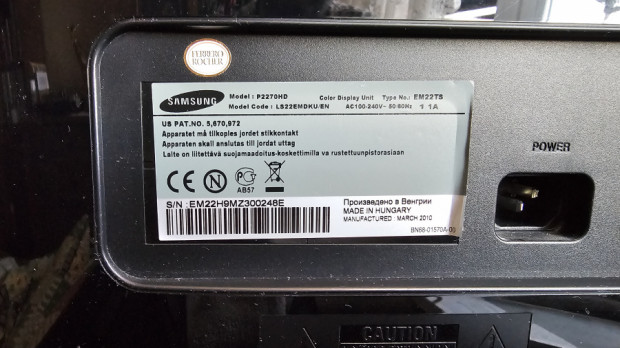 FERRERO
ROCHER
SAMSUNG
Model : P2270HD Color Display Unit Type No.: EM22TS
Model Code : LS22EMDKU/EN AC100-240V~ 50/60Hz 1.1A
US PAT.NO. 5,670,972
Apparatet må tilkoples jordet stikkontakt
Apparaten skall anslutas till jordat uttag
Laite on liitettävä suojamaadoitus-koskettimilla varustettuun pistorasiaan
CE N AB57
S/N : EM22H9MZ300248E
Произведено в Венгрии
MADE IN HUNGARY
MANUFACTURED : MARCH 2010
BN68-01570A-00
POWER
CAUTION